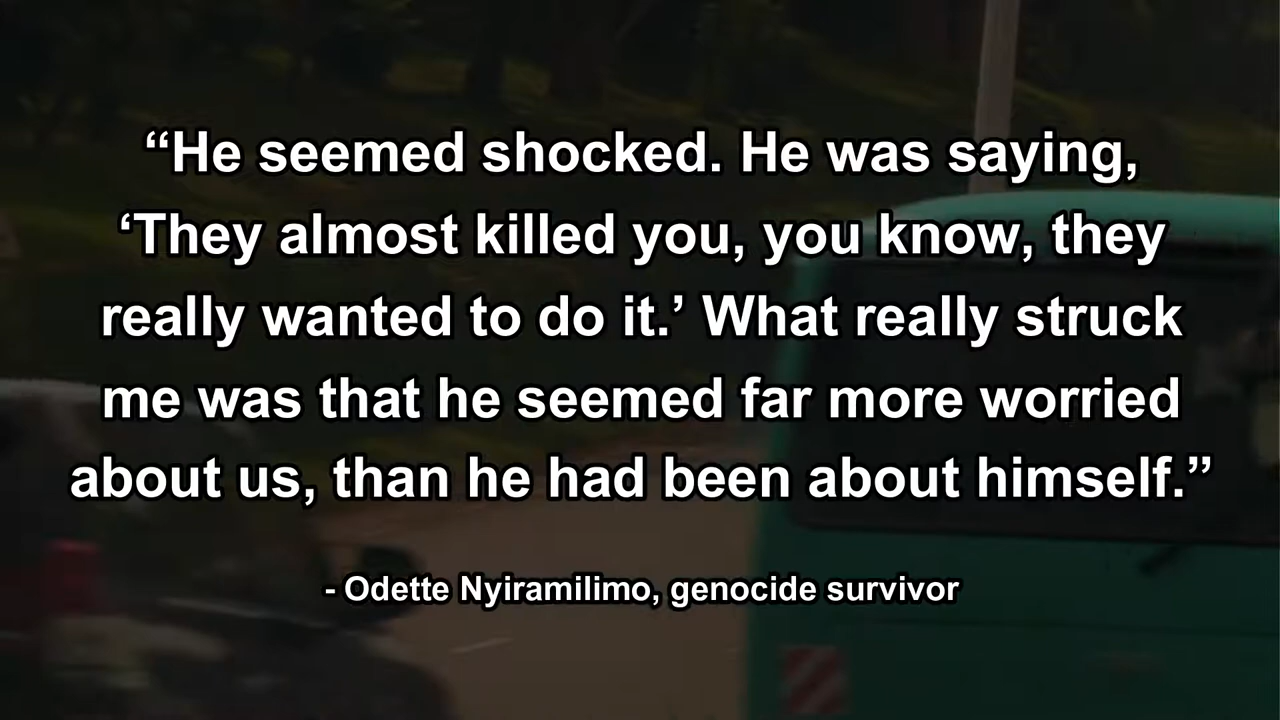 “He seemed shocked. He was saying,
‘They almost killed you, you know, they
really wanted to do it.’ What really struck
me was that he seemed far more worried
about us, than he had been about himself.”
- Odette Nyiramilimo, genocide survivor